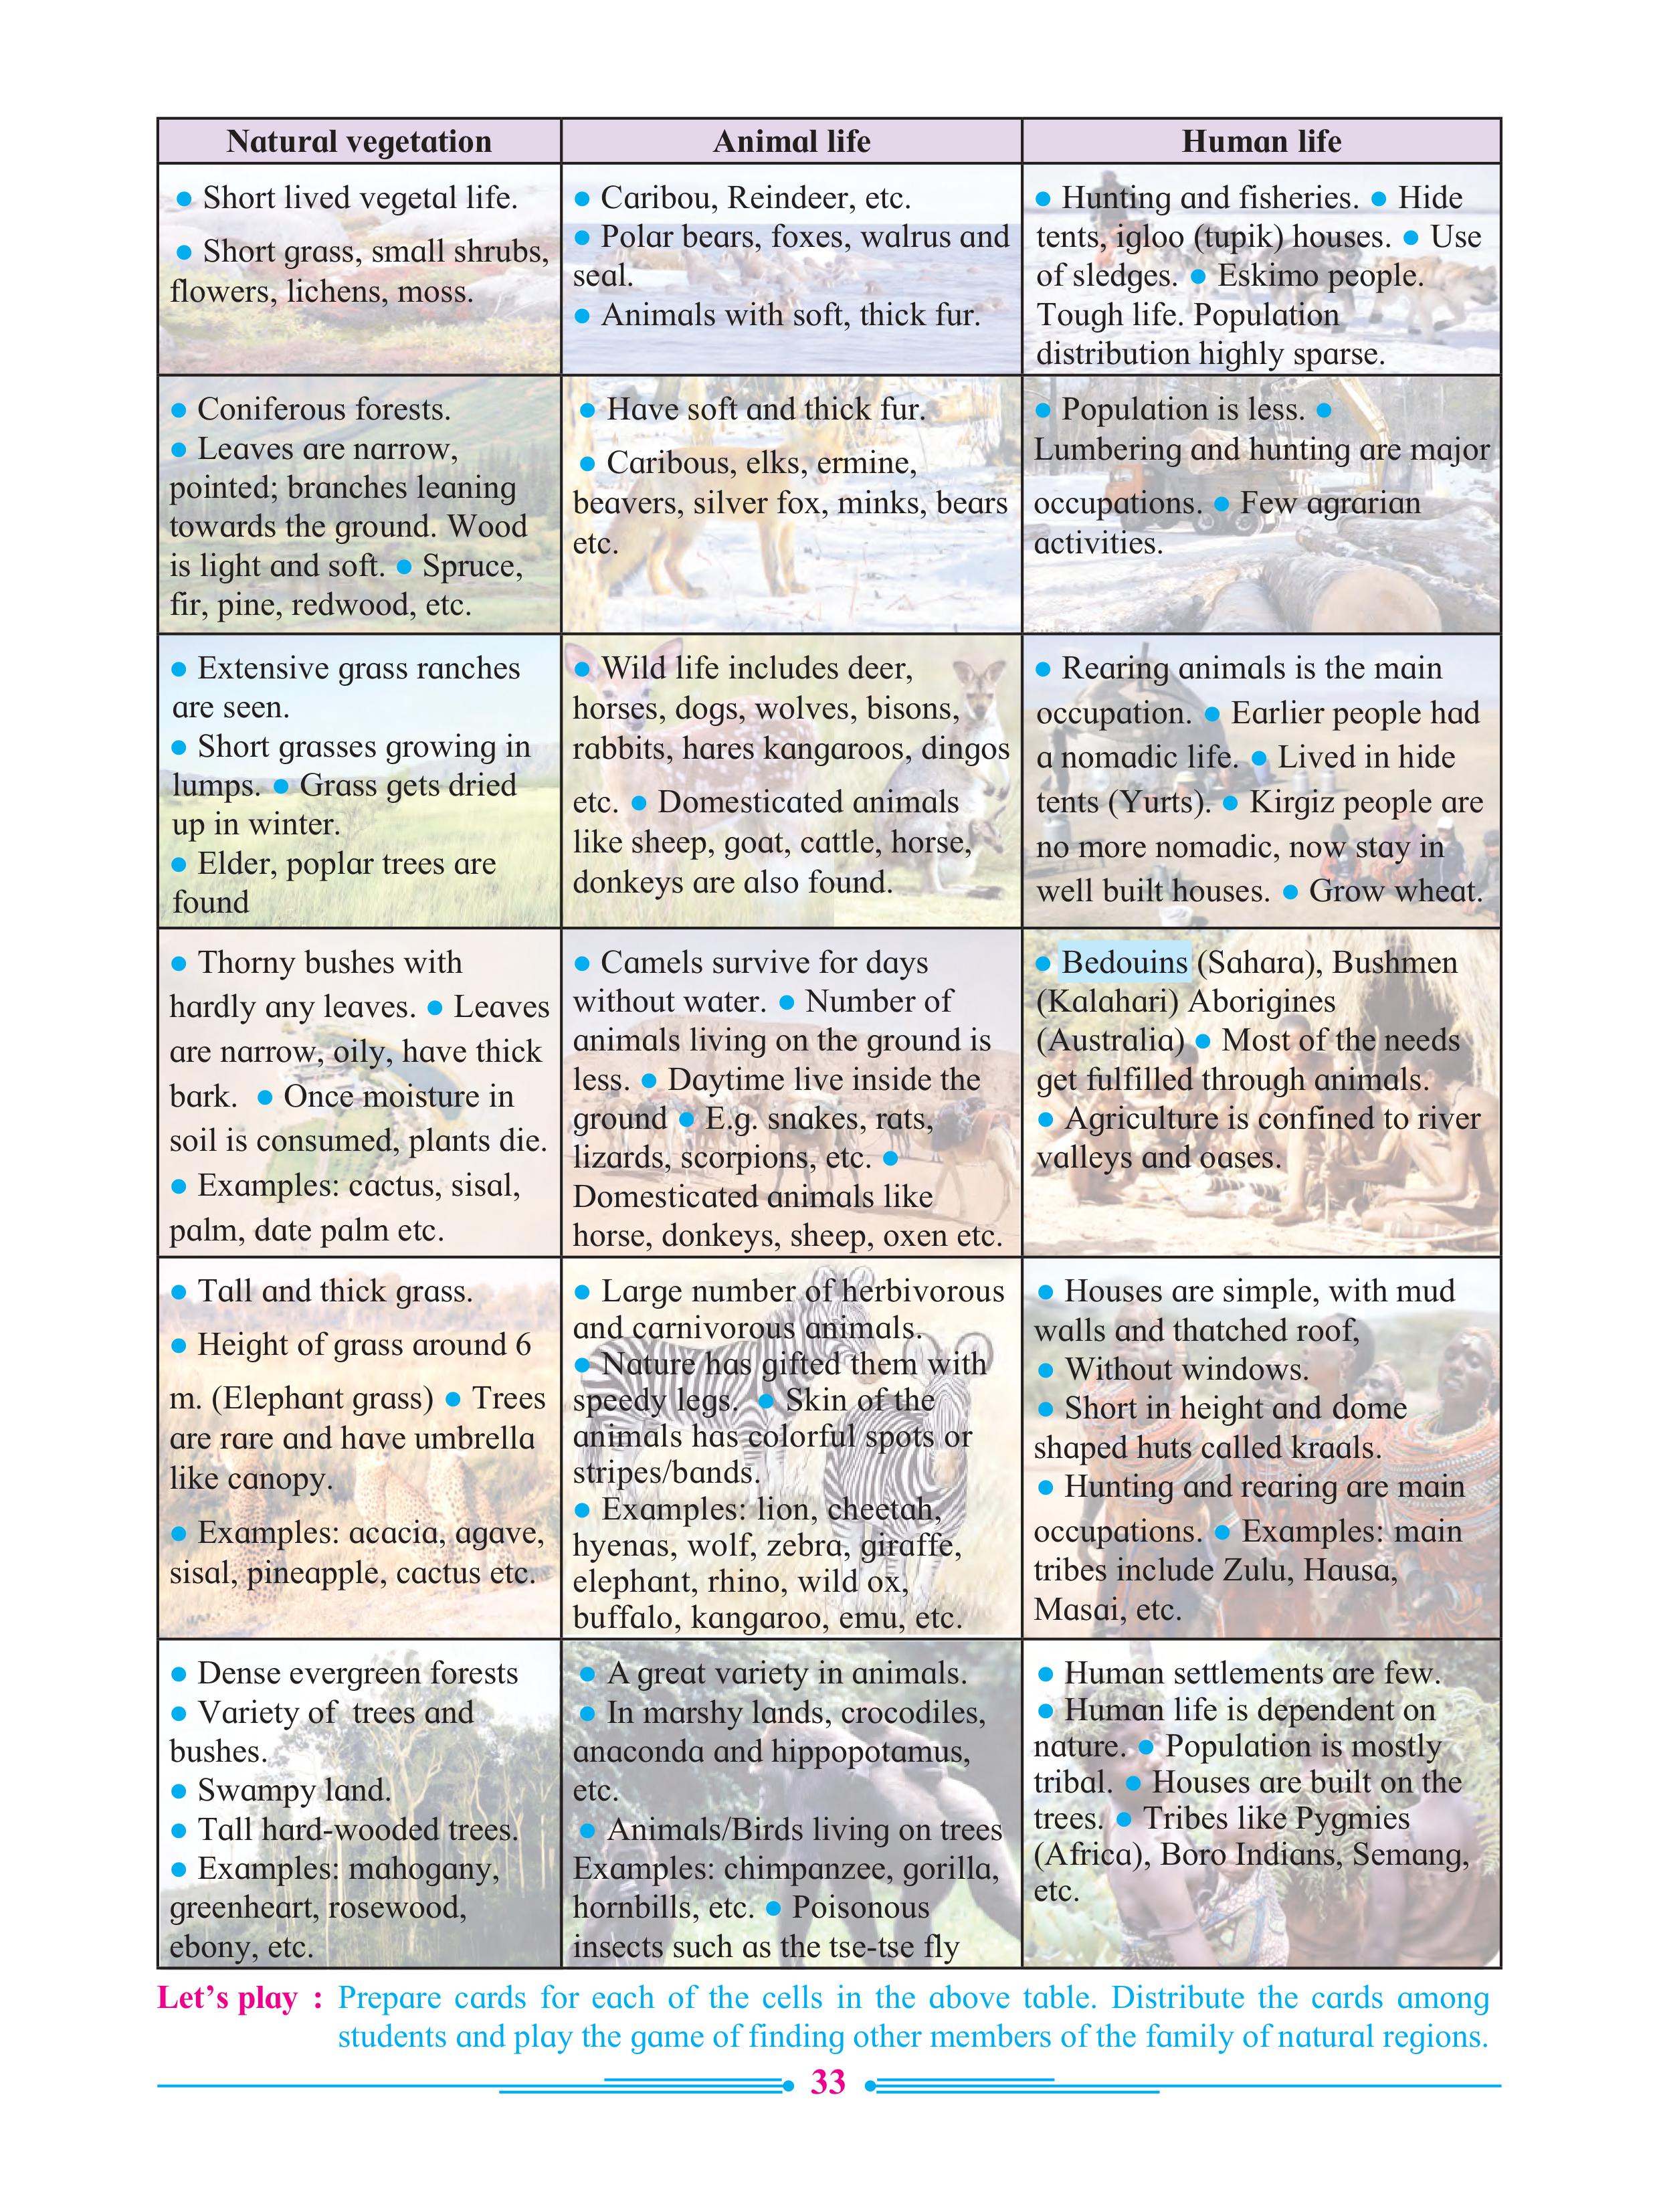 Natural vegetation
Animal life
Human life
● Short lived vegetal life.
● Short grass, small shrubs,
flowers, lichens, moss.
● Caribou, Reindeer, etc.
● Polar bears, foxes, walrus and
seal.
● Animals with soft, thick fur.
● Hunting and fisheries. ● Hide
tents, igloo (tupik) houses. ● Use
of sledges. ● Eskimo people.
Tough life. Population
distribution highly sparse.
● Coniferous forests.
● Leaves are narrow,
pointed; branches leaning
towards the ground. Wood
is light and soft. ● Spruce,
fir, pine, redwood, etc.
● Have soft and thick fur.
● Caribous, elks, ermine,
beavers, silver fox, minks, bears
etc.
● Population is less. ●
Lumbering and hunting are major
occupations. ● Few agrarian
activities.
● Extensive grass ranches
are seen.
● Short grasses growing in
lumps. ● Grass gets dried
up in winter.
● Elder, poplar trees are
found
● Wild life includes deer,
horses, dogs, wolves, bisons,
rabbits, hares kangaroos, dingos
etc. ● Domesticated animals
like sheep, goat, cattle, horse,
donkeys are also found.
● Rearing animals is the main
occupation. ● Earlier people had
a nomadic life. ● Lived in hide
tents (Yurts). ● Kirgiz people are
no more nomadic, now stay in
well built houses. ● Grow wheat.
● Thorny bushes with
hardly any leaves. ● Leaves
are narrow, oily, have thick
bark. ● Once moisture in
soil is consumed, plants die.
● Examples: cactus, sisal,
palm, date palm etc.
● Camels survive for days
without water. ● Number of
animals living on the ground is
less. ● Daytime live inside the
ground ● E.g. snakes, rats,
lizards, scorpions, etc. ●
Domesticated animals like
horse, donkeys, sheep, oxen etc.
● Bedouins (Sahara), Bushmen
(Kalahari) Aborigines
(Australia) ● Most of the needs
get fulfilled through animals.
● Agriculture is confined to river
valleys and oases.
● Tall and thick grass.
● Height of grass around 6
m. (Elephant grass) ● Trees
are rare and have umbrella
like canopy.
● Examples: acacia, agave,
sisal, pineapple, cactus etc.
● Large number of herbivorous
and carnivorous animals.
● Nature has gifted them with
speedy legs. ● Skin of the
animals has colorful spots or
stripes/bands.
● Examples: lion, cheetah,
hyenas, wolf, zebra, giraffe,
elephant, rhino, wild ox,
buffalo, kangaroo, emu, etc.
● Houses are simple, with mud
walls and thatched roof,
● Without windows.
● Short in height and dome
shaped huts called kraals.
● Hunting and rearing are main
occupations. ● Examples: main
tribes include Zulu, Hausa,
Masai, etc.
● Dense evergreen forests
● Variety of trees and
bushes.
● Swampy land.
● Tall hard-wooded trees.
● Examples: mahogany,
greenheart, rosewood,
ebony, etc.
● A great variety in animals.
● In marshy lands, crocodiles,
anaconda and hippopotamus,
etc.
● Animals/Birds living on trees
Examples: chimpanzee, gorilla,
hornbills, etc. ● Poisonous
insects such as the tse-tse fly
● Human settlements are few.
● Human life is dependent on
nature. ● Population is mostly
tribal. ● Houses are built on the
trees. ● Tribes like Pygmies
(Africa), Boro Indians, Semang,
etc.
Let's play : Prepare cards for each of the cells in the above table. Distribute the cards among
students and play the game of finding other members of the family of natural regions.
33